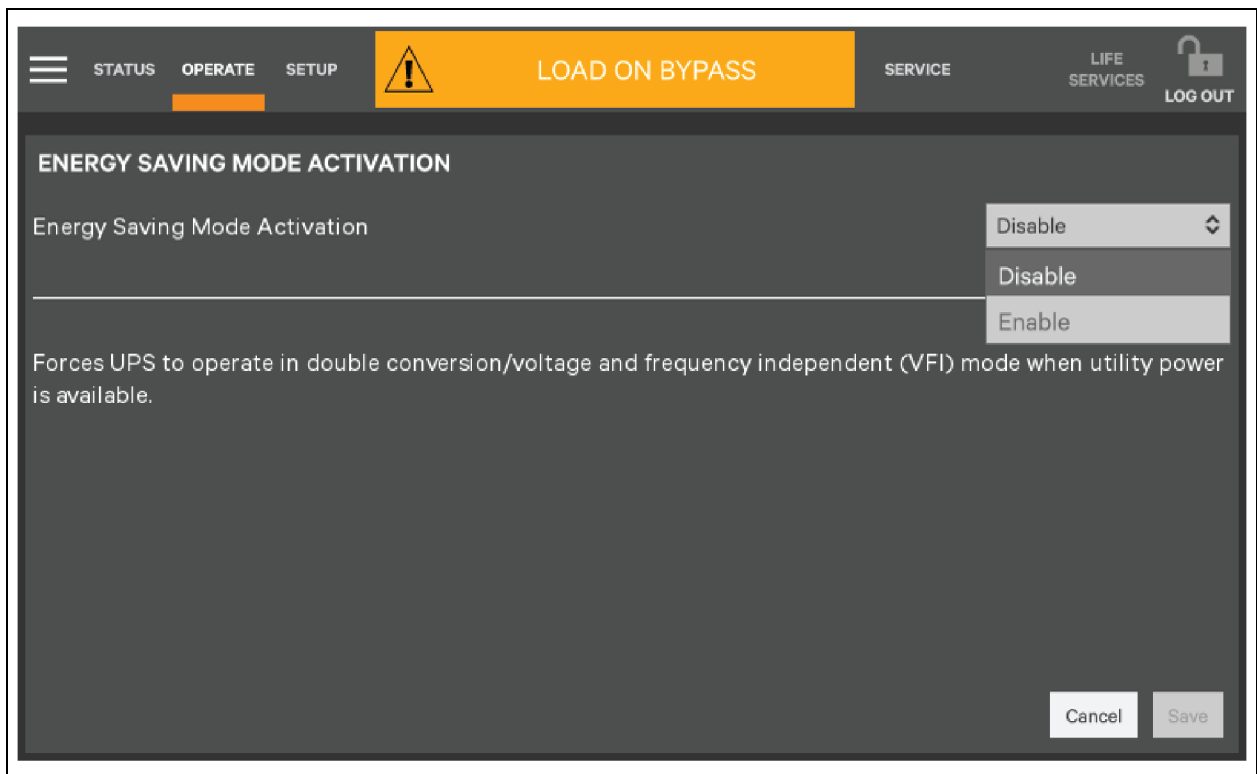 STATUS OPERATE SETUP LOAD ON BYPASS SERVICE LIFE SERVICES LOG OUT
ENERGY SAVING MODE ACTIVATION
Energy Saving Mode Activation Disable
Disable
Enable
Forces UPS to operate in double conversion/voltage and frequency independent (VFI) mode when utility power
is available.
Cancel Save